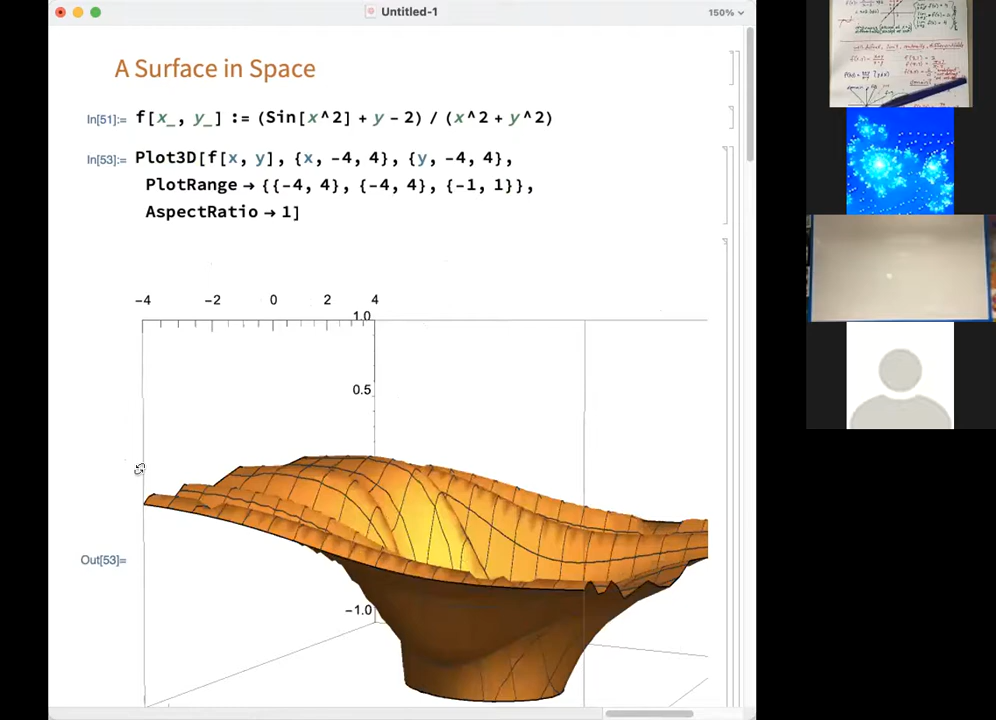 Untitled-1
150%
A Surface in Space
In[51]:= f[x_, y_] := (Sin[x^2] + y - 2) / (x^2 + y^2)
In[53]:= Plot3D[f[x, y], {x, -4, 4}, {y, -4, 4},
PlotRange → {{-4, 4}, {-4, 4}, {-1, 1}},
AspectRatio → 1]
-4 -2 0 2 4
1.0
0.5
Out[53]=
-1.0